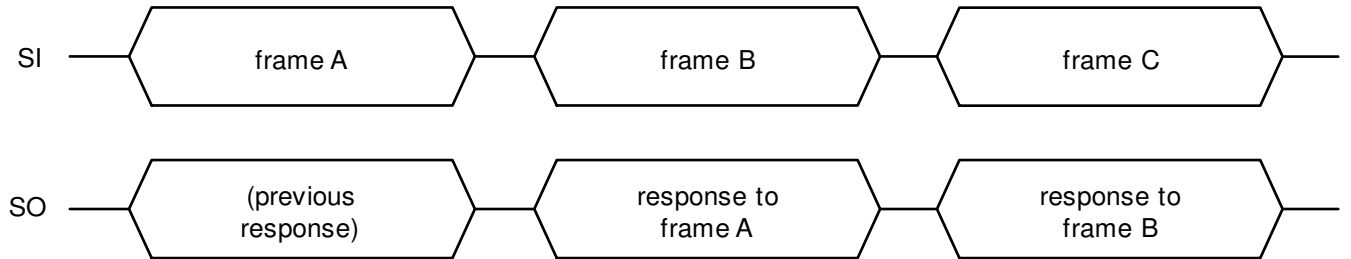 SI
frame A
frame B
frame C
SO
(previous
response)
response to
frame A
response to
frame B